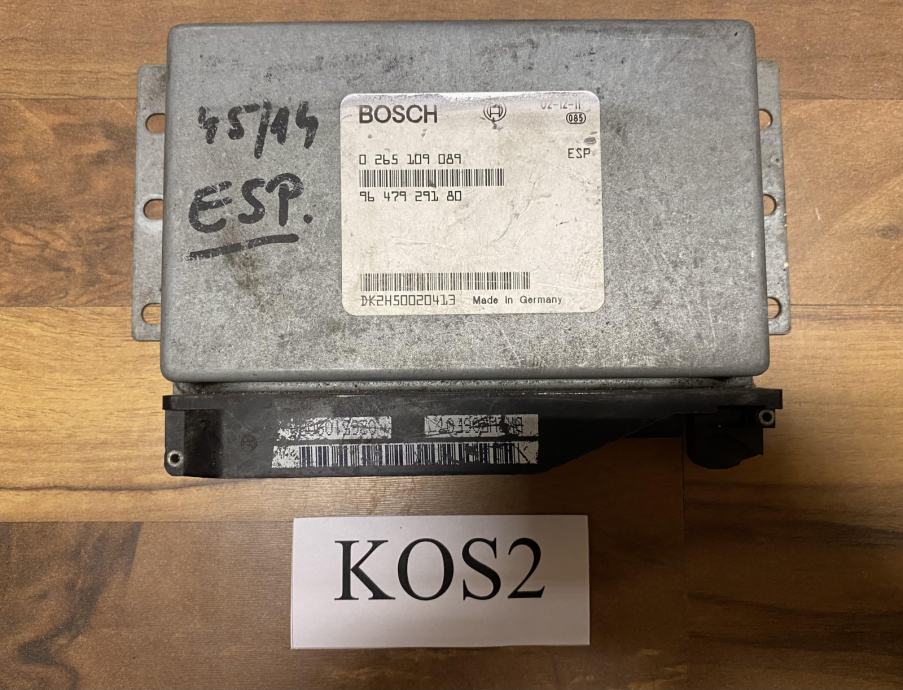 45/14
ESP.
BOSCH
02-12-11
085
0 265 109 089
ESP
96 479 291 80
DK2H50020413 Made in Germany
KOS2